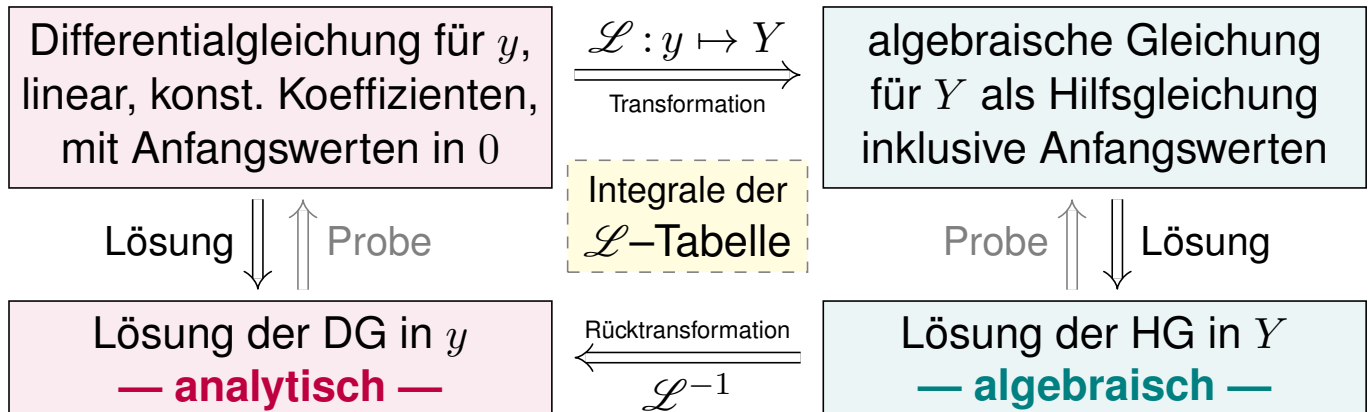 Differentialgleichung für y,
linear, konst. Koeffizienten,
mit Anfangswerten in 0
ℒ : y ↦ Y
Transformation
algebraische Gleichung
für Y als Hilfsgleichung
inklusive Anfangswerten
Lösung
Probe
Integrale der
ℒ–Tabelle
Probe
Lösung
Lösung der DG in y
— analytisch —
Rücktransformation
ℒ⁻¹
Lösung der HG in Y
— algebraisch —